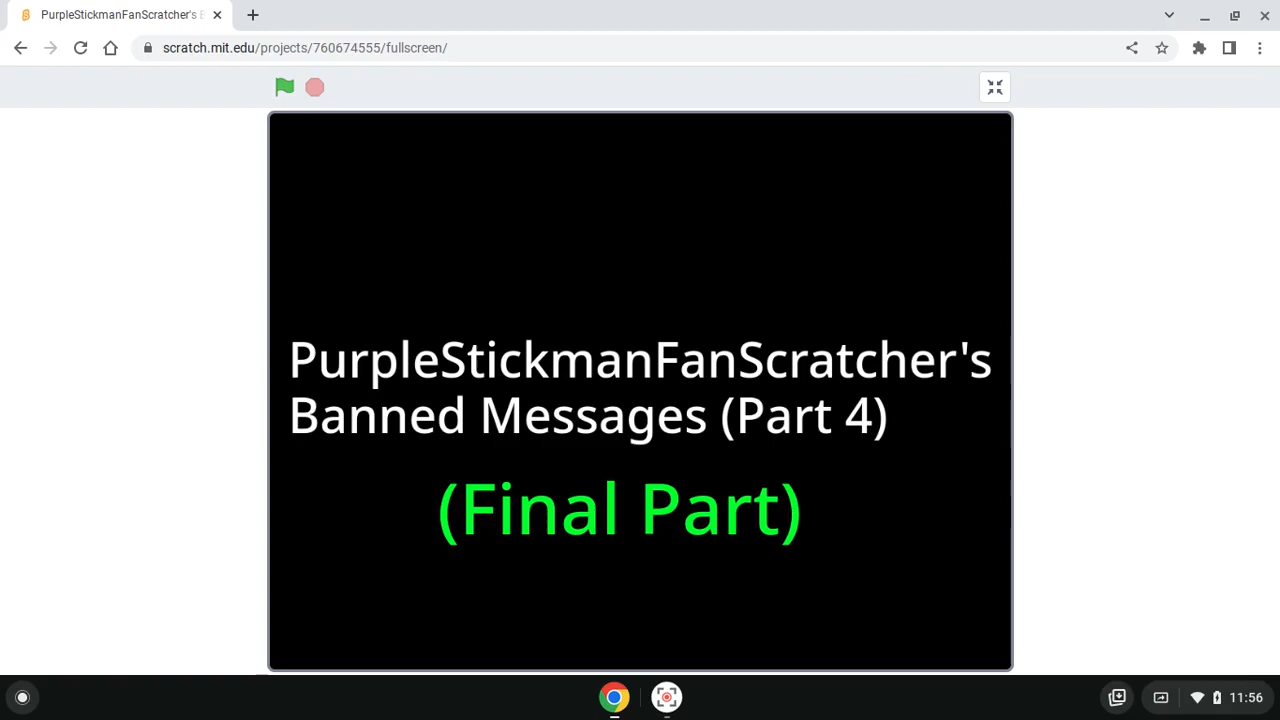 PurpleStickmanFanScratcher's B
scratch.mit.edu/projects/760674555/fullscreen/
PurpleStickmanFanScratcher's
Banned Messages (Part 4)
(Final Part)
11:56